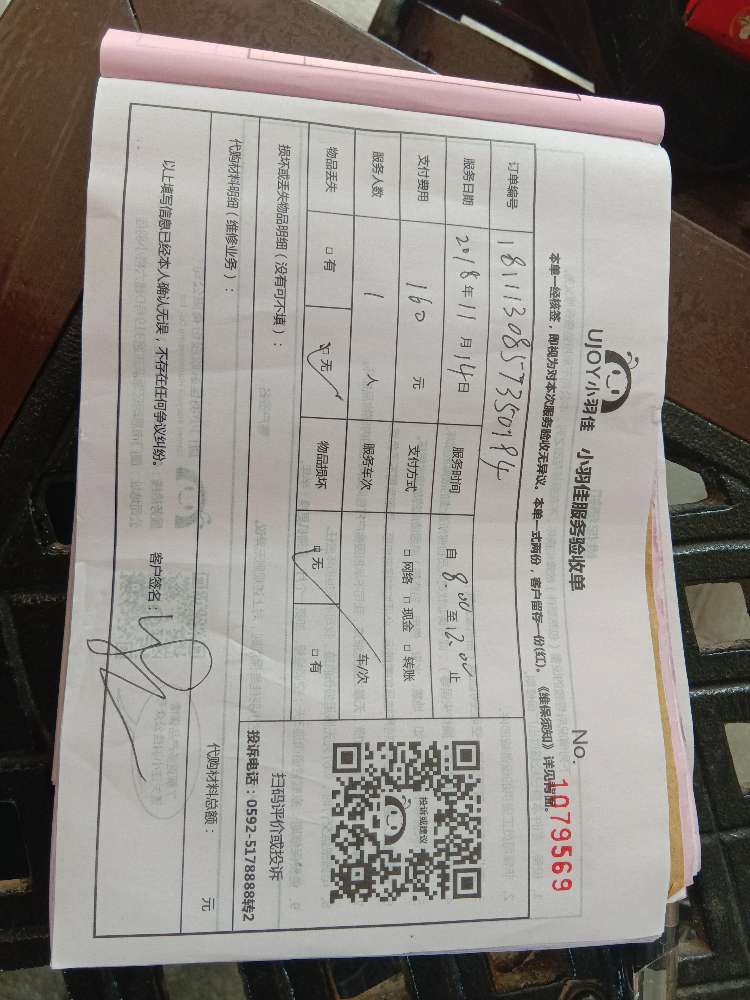 UJOY小羽佳 小羽佳服务验收单 No. 1079569
本单一经核签，即视为对本次服务验收无异议。本单一式两份，客户留存一份(红)。《维保须知》详见背面。
订单编号 1811130857350194
服务日期 2018年11月14日 服务时间 自 8:00 至 12:00 止
支付费用 160 元 支付方式 □ 网络 □ 现金 □ 转账
服务人数 1 人 服务车次 车/次
物品丢失 □ 有 □ 无 物品损坏 □ 无 □ 有
投诉或建议
扫码评价或投诉
投诉电话：0592-5178888转2
损坏或丢失物品明细（没有可不填）：
代购材料明细（维修业务）： 代购材料总额： 元
以上填写信息已经本人确认无误，不存在任何争议纠纷。 客户签名：